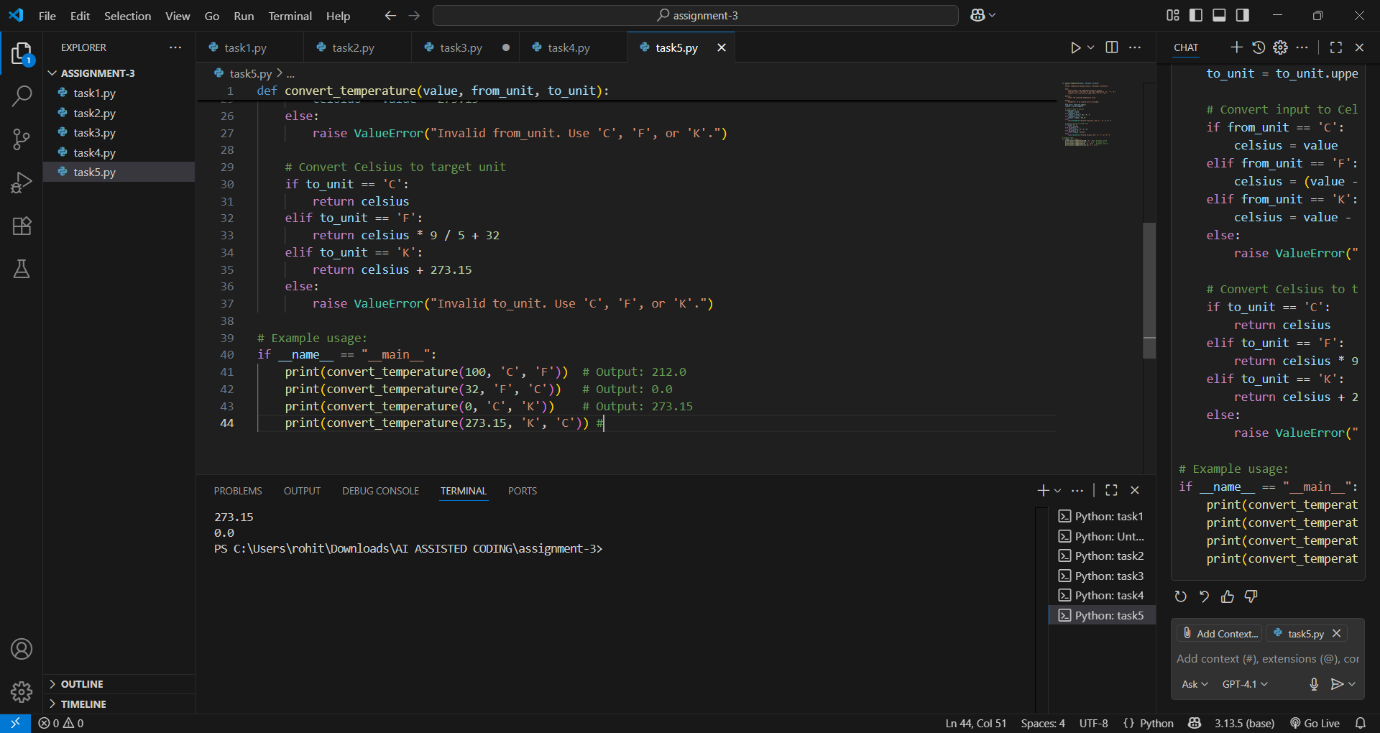 File Edit Selection View Go Run Terminal Help
assignment-3
EXPLORER
ASSIGNMENT-3
task1.py
task2.py
task3.py
task4.py
task5.py
OUTLINE
TIMELINE
1
task1.py task2.py task3.py task4.py task5.py
task5.py > ...
1 def convert_temperature(value, from_unit, to_unit):
26 else:
27 raise ValueError("Invalid from_unit. Use 'C', 'F', or 'K'.")
28
29 # Convert Celsius to target unit
30 if to_unit == 'C':
31 return celsius
32 elif to_unit == 'F':
33 return celsius * 9 / 5 + 32
34 elif to_unit == 'K':
35 return celsius + 273.15
36 else:
37 raise ValueError("Invalid to_unit. Use 'C', 'F', or 'K'.")
38
39 # Example usage:
40 if __name__ == "__main__":
41 print(convert_temperature(100, 'C', 'F')) # Output: 212.0
42 print(convert_temperature(32, 'F', 'C')) # Output: 0.0
43 print(convert_temperature(0, 'C', 'K')) # Output: 273.15
44 print(convert_temperature(273.15, 'K', 'C')) #
PROBLEMS OUTPUT DEBUG CONSOLE TERMINAL PORTS
273.15
0.0
PS C:\Users\rohit\Downloads\AI ASSISTED CODING\assignment-3>
Python: task1
Python: Unt...
Python: task2
Python: task3
Python: task4
Python: task5
CHAT
to_unit = to_unit.uppe
# Convert input to Cel
if from_unit == 'C':
celsius = value
elif from_unit == 'F':
celsius = (value -
elif from_unit == 'K':
celsius = value -
else:
raise ValueError("
# Convert Celsius to t
if to_unit == 'C':
return celsius
elif to_unit == 'F':
return celsius * 9
elif to_unit == 'K':
return celsius + 2
else:
raise ValueError("
# Example usage:
if __name__ == "__main__":
print(convert_temperat
print(convert_temperat
print(convert_temperat
print(convert_temperat
Add Context... task5.py
Add context (#), extensions (@), cor
Ask GPT-4.1
0 0
Ln 44, Col 51 Spaces: 4 UTF-8 {} Python 3.13.5 (base) Go Live